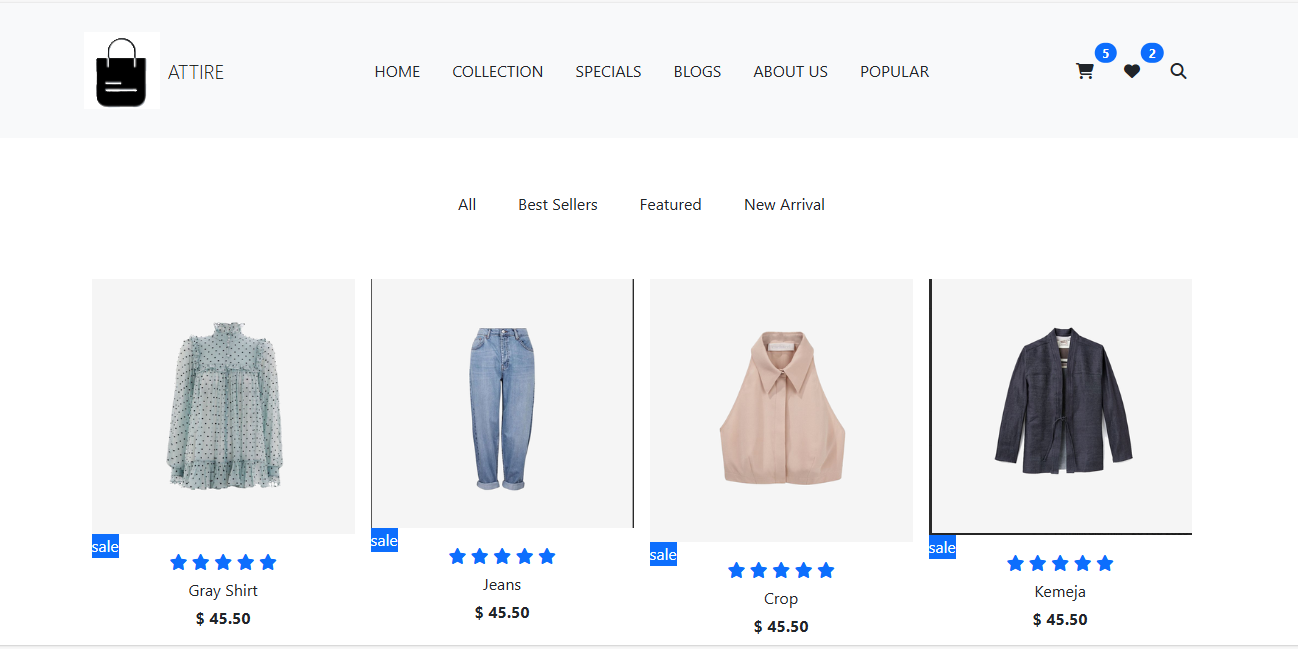 ATTIRE HOME COLLECTION SPECIALS BLOGS ABOUT US POPULAR 5 2
All Best Sellers Featured New Arrival
sale sale sale sale
Gray Shirt Jeans Crop Kemeja
$ 45.50 $ 45.50 $ 45.50 $ 45.50